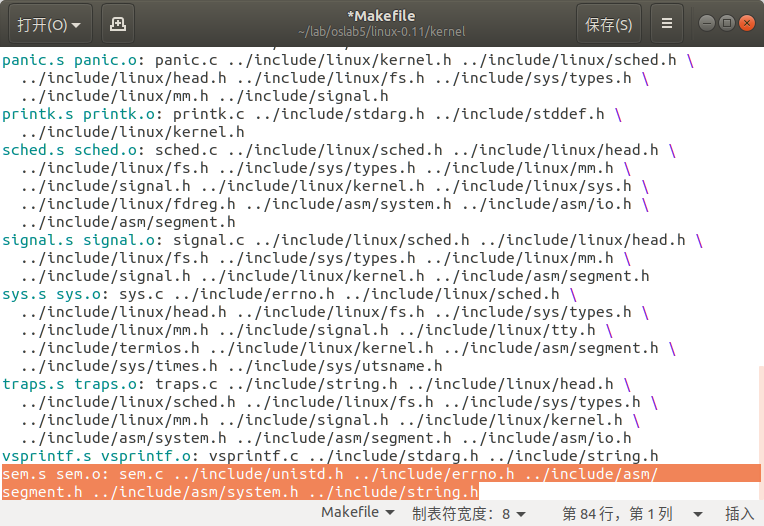 打开(O)
*Makefile
~/lab/oslab5/linux-0.11/kernel
保存(S)
panic.s panic.o: panic.c ../include/linux/kernel.h ../include/linux/sched.h \
  ../include/linux/head.h ../include/linux/fs.h ../include/sys/types.h \
  ../include/linux/mm.h ../include/signal.h
printk.s printk.o: printk.c ../include/stdarg.h ../include/stddef.h \
  ../include/linux/kernel.h
sched.s sched.o: sched.c ../include/linux/sched.h ../include/linux/head.h \
  ../include/linux/fs.h ../include/sys/types.h ../include/linux/mm.h \
  ../include/signal.h ../include/linux/kernel.h ../include/linux/sys.h \
  ../include/linux/fdreg.h ../include/asm/system.h ../include/asm/io.h \
  ../include/asm/segment.h
signal.s signal.o: signal.c ../include/linux/sched.h ../include/linux/head.h \
  ../include/linux/fs.h ../include/sys/types.h ../include/linux/mm.h \
  ../include/signal.h ../include/linux/kernel.h ../include/asm/segment.h
sys.s sys.o: sys.c ../include/errno.h ../include/linux/sched.h \
  ../include/linux/head.h ../include/linux/fs.h ../include/sys/types.h \
  ../include/linux/mm.h ../include/signal.h ../include/linux/tty.h \
  ../include/termios.h ../include/linux/kernel.h ../include/asm/segment.h \
  ../include/sys/times.h ../include/sys/utsname.h
traps.s traps.o: traps.c ../include/string.h ../include/linux/head.h \
  ../include/linux/sched.h ../include/linux/fs.h ../include/sys/types.h \
  ../include/linux/mm.h ../include/signal.h ../include/linux/kernel.h \
  ../include/asm/system.h ../include/asm/segment.h ../include/asm/io.h
vsprintf.s vsprintf.o: vsprintf.c ../include/stdarg.h ../include/string.h
sem.s sem.o: sem.c ../include/unistd.h ../include/errno.h ../include/asm/
segment.h ../include/asm/system.h ../include/string.h
Makefile 制表符宽度：8 第 84 行，第 1 列 插入